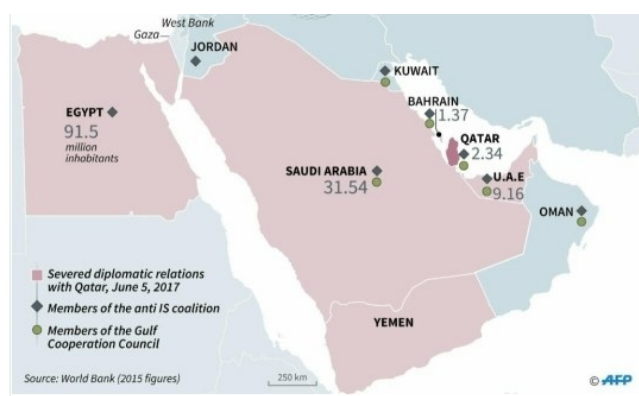 West Bank
Gaza
JORDAN
KUWAIT
BAHRAIN
1.37
EGYPT
91.5
million
inhabitants
QATAR
2.34
SAUDI ARABIA
31.54
U.A.E
9.16
OMAN
Severed diplomatic relations
with Qatar, June 5, 2017
Members of the anti IS coalition
Members of the Gulf
Cooperation Council
YEMEN
Source: World Bank (2015 figures)
250 km
© AFP